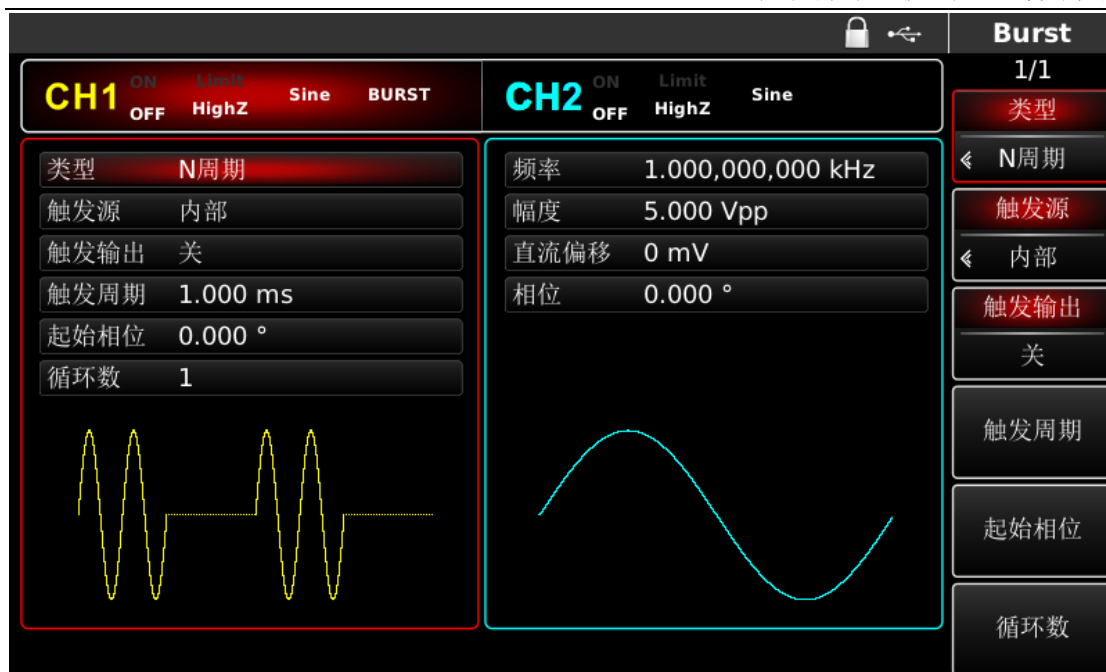 Burst
1/1
CH1 ON OFF Limit HighZ Sine BURST
CH2 ON OFF Limit HighZ Sine
类型 N周期
触发源 内部
触发输出 关
触发周期 1.000 ms
起始相位 0.000 °
循环数 1
频率 1.000,000,000 kHz
幅度 5.000 Vpp
直流偏移 0 mV
相位 0.000 °
类型
N周期
触发源
内部
触发输出
关
触发周期
起始相位
循环数